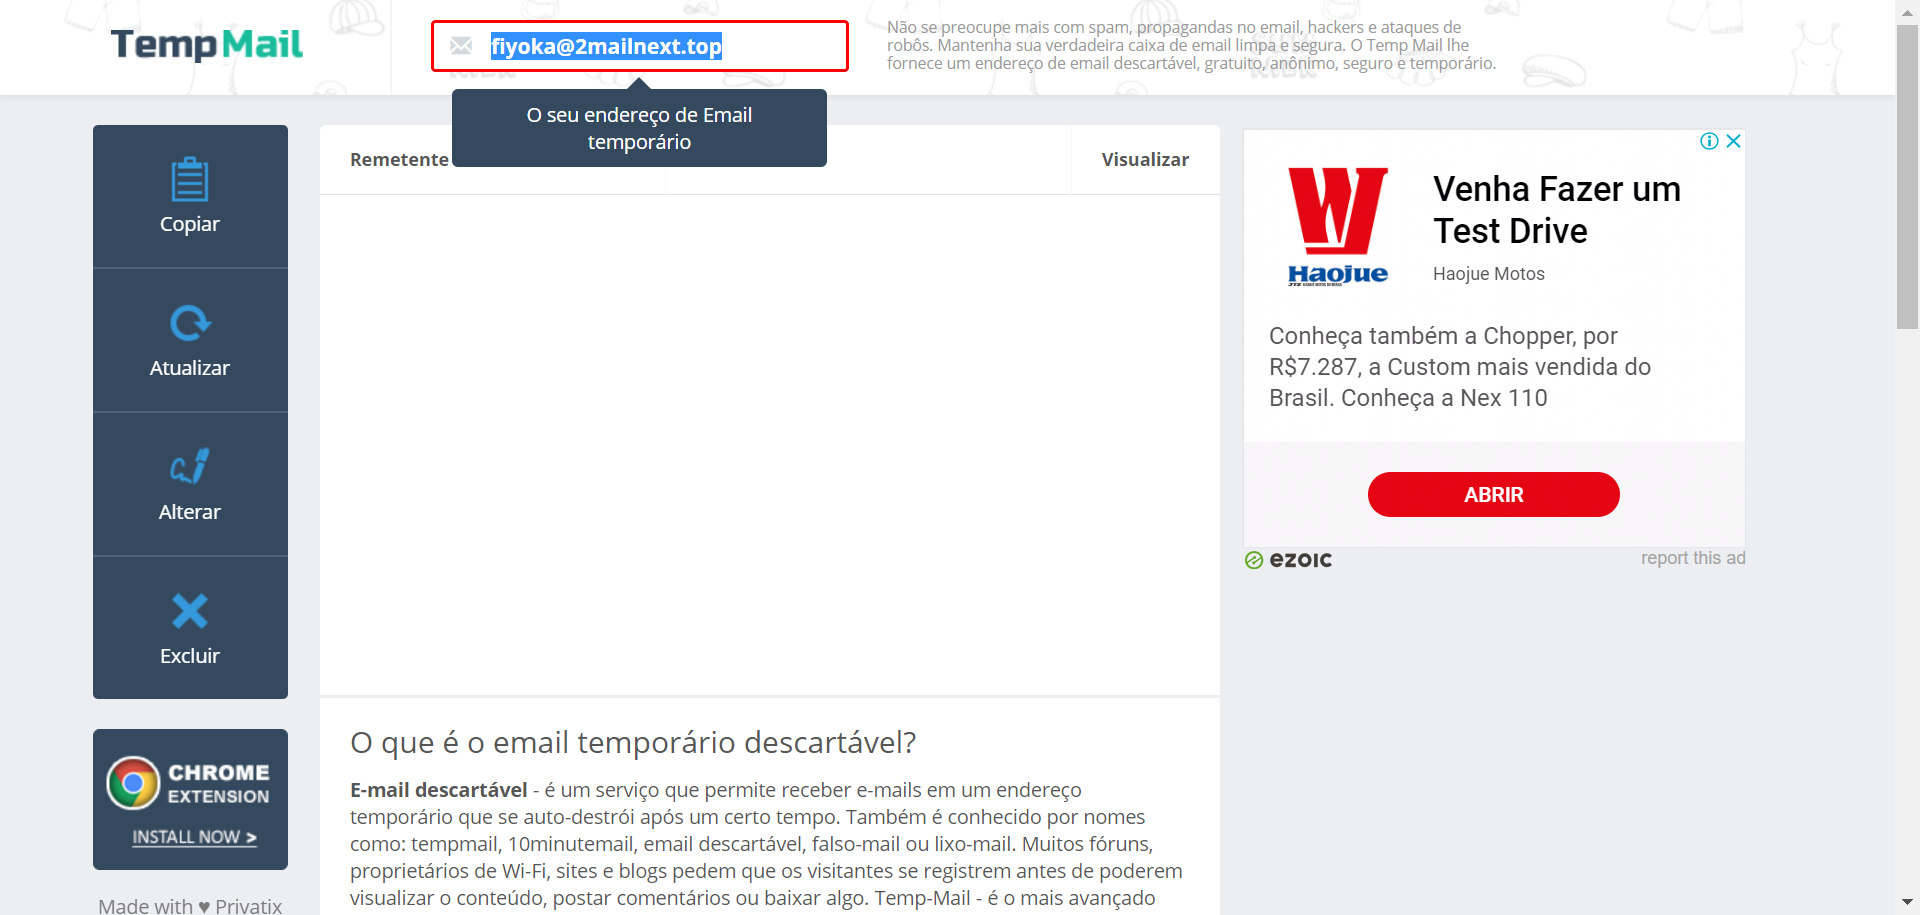 TempMail
fiyoka@2mailnext.top
Não se preocupe mais com spam, propagandas no email, hackers e ataques de
robôs. Mantenha sua verdadeira caixa de email limpa e segura. O Temp Mail lhe
fornece um endereço de email descartável, gratuito, anônimo, seguro e temporário.
O seu endereço de Email
temporário
Copiar
Atualizar
Alterar
Excluir
CHROME
EXTENSION
INSTALL NOW >
Made with ♥ Privatix
Remetente
Visualizar
O que é o email temporário descartável?
E-mail descartável - é um serviço que permite receber e-mails em um endereço
temporário que se auto-destrói após um certo tempo. Também é conhecido por nomes
como: tempmail, 10minutemail, email descartável, falso-mail ou lixo-mail. Muitos fóruns,
proprietários de Wi-Fi, sites e blogs pedem que os visitantes se registrem antes de poderem
visualizar o conteúdo, postar comentários ou baixar algo. Temp-Mail - é o mais avançado
Haojue
Venha Fazer um
Test Drive
Haojue Motos
Conheça também a Chopper, por
R$7.287, a Custom mais vendida do
Brasil. Conheça a Nex 110
ABRIR
ezoic
report this ad